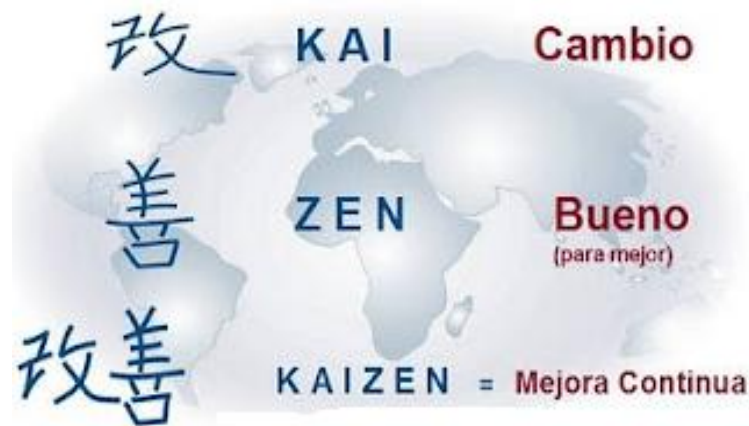 改 KAI Cambio
善 ZEN Bueno
(para mejor)
改善 KAIZEN = Mejora Continua